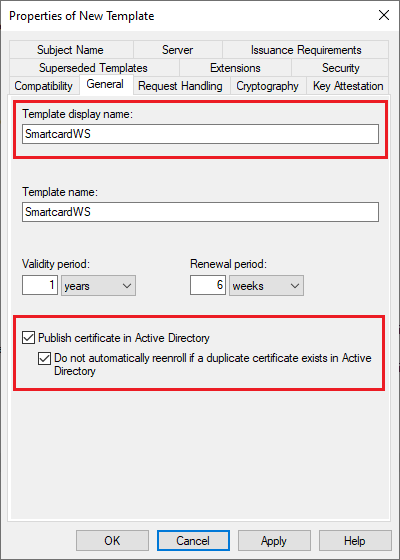 Properties of New Template
Subject Name Server Issuance Requirements
Superseded Templates Extensions Security
Compatibility General Request Handling Cryptography Key Attestation
Template display name:
SmartcardWS
Template name:
SmartcardWS
Validity period: Renewal period:
1 years 6 weeks
Publish certificate in Active Directory
Do not automatically reenroll if a duplicate certificate exists in Active
Directory
OK Cancel Apply Help